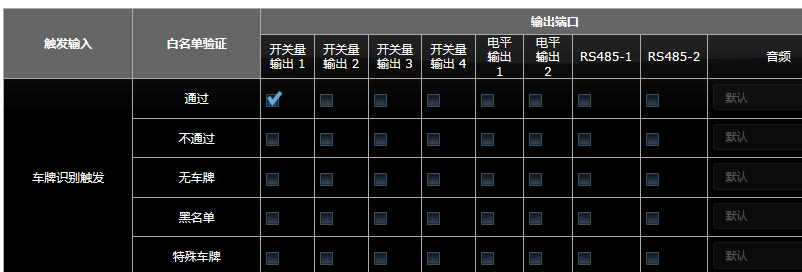 触发输入
白名单验证
输出端口
开关量
输出 1
开关量
输出 2
开关量
输出 3
开关量
输出 4
电平
输出
1
电平
输出
2
RS485-1
RS485-2
音频
车牌识别触发
通过
默认
不通过
默认
无车牌
默认
黑名单
默认
特殊车牌
默认